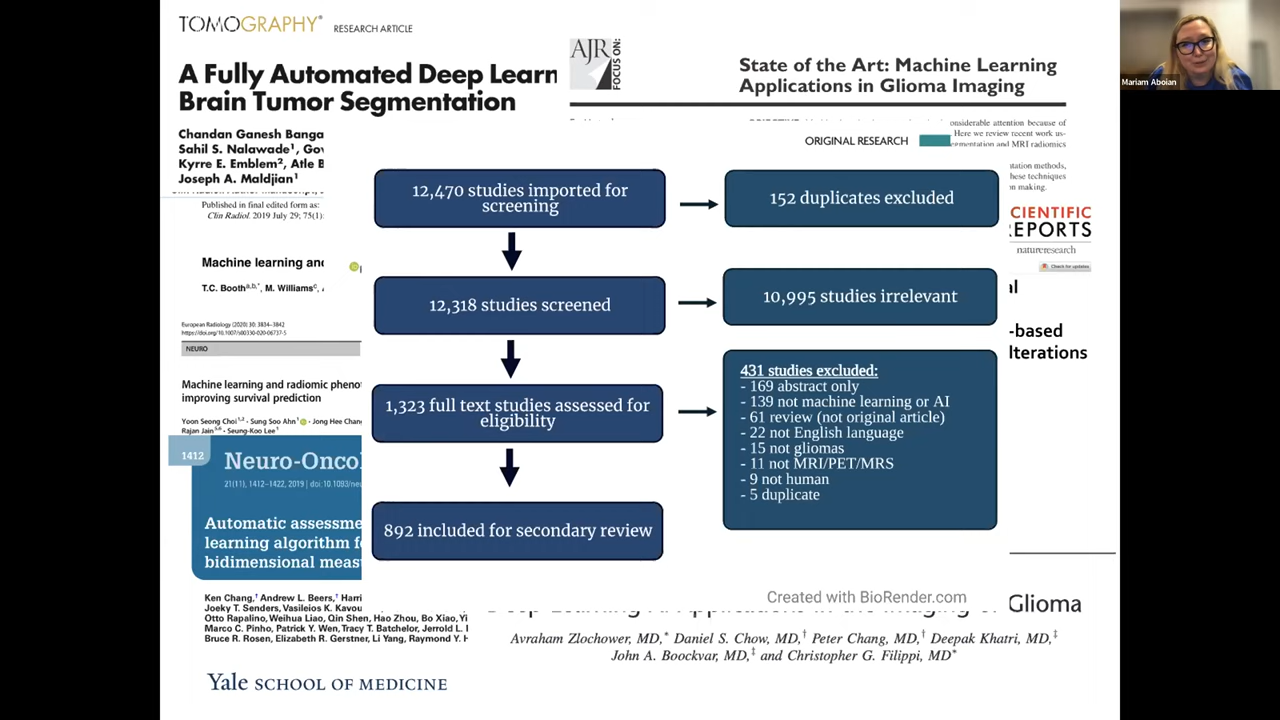 TOMOGRAPHY® RESEARCH ARTICLE
A Fully Automated Deep Learn
Brain Tumor Segmentation
Chandan Ganesh Banga
Sahil S. Nalawade¹, Gov
Kyrre E. Emblem², Atle B
Joseph A. Maldjian¹
Published in final edited form as:
Clin Radiol. 2019 July 29; 75(1):
Machine learning and
T.C. Booth a,b,*, M. Williams c,
European Radiology (2020) 30: 3834–3842
https://doi.org/10.1007/s00330-020-06737-5
NEURO
Machine learning and radiomic pheno
improving survival prediction
Yoon Seong Choi 1,2 · Sung Soo Ahn 1 · Jong Hee Chang
Rajan Jain 5,6 · Seung-Koo Lee 1
1412
Neuro-Onco
21(11), 1412–1422, 2019 | doi:10.1093/neu
Automatic assessme
learning algorithm f
bidimensional meas
Ken Chang,† Andrew L. Beers,† Harri
Joeky T. Senders, Vasileios K. Kavou
Otto Rapalino, Weihua Liao, Qin Shen, Hao Zhou, Bo Xiao, Yi
Marco C. Pinho, Patrick Y. Wen, Tracy T. Batchelor, Jerrold L. 
Bruce R. Rosen, Elizabeth R. Gerstner, Li Yang, Raymond Y. H
Yale SCHOOL OF MEDICINE
AJR
FOCUS ON:
State of the Art: Machine Learning
Applications in Glioma Imaging
onsiderable attention because of
Here we review recent work us-
egmentation and MRI radiomics
ORIGINAL RESEARCH
tation methods,
hese techniques
on making.
CIENTIFIC
REPORTS
natureresearch
Check for updates
al
-based
lterations
12,470 studies imported for
screening
152 duplicates excluded
12,318 studies screened
10,995 studies irrelevant
1,323 full text studies assessed for
eligibility
431 studies excluded:
- 169 abstract only
- 139 not machine learning or AI
- 61 review (not original article)
- 22 not English language
- 15 not gliomas
- 11 not MRI/PET/MRS
- 9 not human
- 5 duplicate
892 included for secondary review
Created with BioRender.com
Glioma
Avraham Zlochower, MD,* Daniel S. Chow, MD,† Peter Chang, MD,† Deepak Khatri, MD,‡
John A. Boockvar, MD,‡ and Christopher G. Filippi, MD*
Mariam Aboian